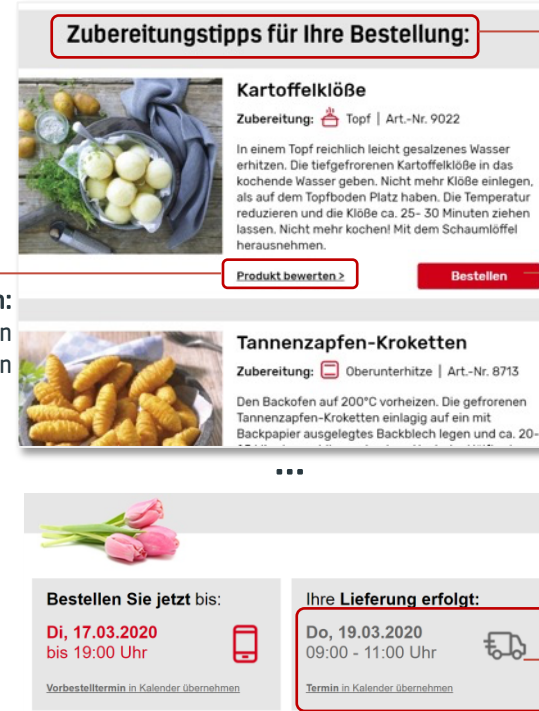 Zubereitungstipps für Ihre Bestellung:
Kartoffelklöße
Zubereitung: Topf | Art.-Nr. 9022
In einem Topf reichlich leicht gesalzenes Wasser
erhitzen. Die tiefgefrorenen Kartoffelklöße in das
kochende Wasser geben. Nicht mehr Klöße einlegen,
als auf dem Topfboden Platz haben. Die Temperatur
reduzieren und die Klöße ca. 25- 30 Minuten ziehen
lassen. Nicht mehr kochen! Mit dem Schaumlöffel
herausnehmen.
Produkt bewerten >
Bestellen
n:
n
n
Tannenzapfen-Kroketten
Zubereitung: Oberunterhitze | Art.-Nr. 8713
Den Backofen auf 200°C vorheizen. Die gefrorenen
Tannenzapfen-Kroketten einlagig auf ein mit
Backpapier ausgelegtes Backblech legen und ca. 20-
...
Bestellen Sie jetzt bis:
Di, 17.03.2020
bis 19:00 Uhr
Vorbestelltermin in Kalender übernehmen
Ihre Lieferung erfolgt:
Do, 19.03.2020
09:00 - 11:00 Uhr
Termin in Kalender übernehmen